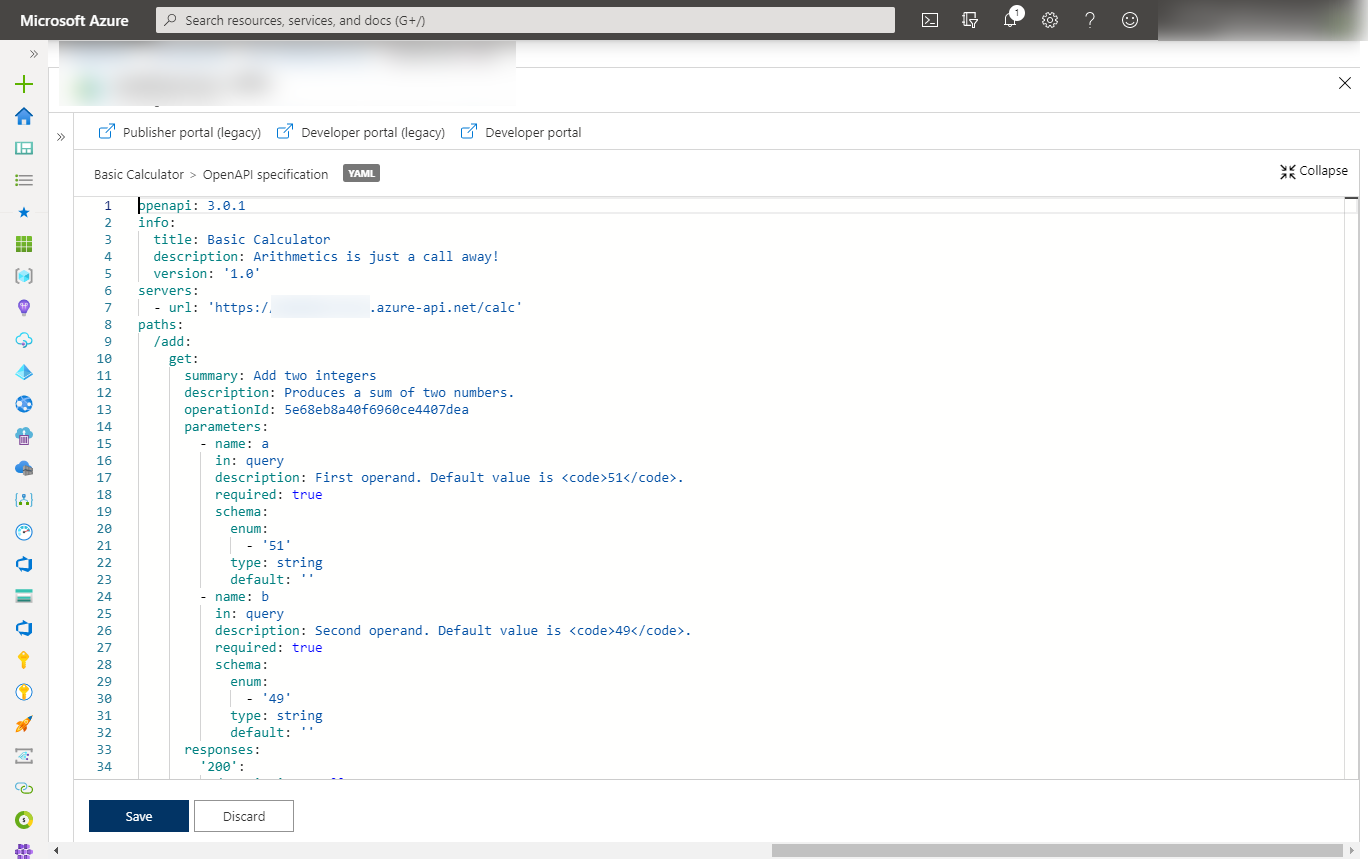 Microsoft Azure
Search resources, services, and docs (G+/)
1
Publisher portal (legacy)
Developer portal (legacy)
Developer portal
Basic Calculator > OpenAPI specification
YAML
Collapse
1 openapi: 3.0.1
2 info:
3 title: Basic Calculator
4 description: Arithmetics is just a call away!
5 version: '1.0'
6 servers:
7 - url: 'https:/ .azure-api.net/calc'
8 paths:
9 /add:
10 get:
11 summary: Add two integers
12 description: Produces a sum of two numbers.
13 operationId: 5e68eb8a40f6960ce4407dea
14 parameters:
15 - name: a
16 in: query
17 description: First operand. Default value is <code>51</code>.
18 required: true
19 schema:
20 enum:
21 - '51'
22 type: string
23 default: ''
24 - name: b
25 in: query
26 description: Second operand. Default value is <code>49</code>.
27 required: true
28 schema:
29 enum:
30 - '49'
31 type: string
32 default: ''
33 responses:
34 '200':
Save
Discard